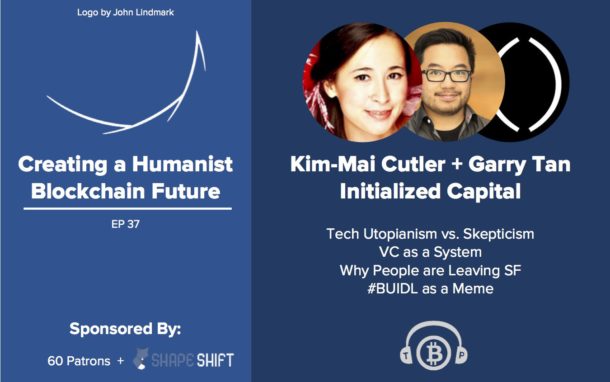 Logo by John Lindmark
Creating a Humanist
Blockchain Future
EP 37
Sponsored By:
60 Patrons + SHAPESHIFT
Kim-Mai Cutler + Garry Tan
Initialized Capital
Tech Utopianism vs. Skepticism
VC as a System
Why People are Leaving SF
#BUIDL as a Meme
T B P